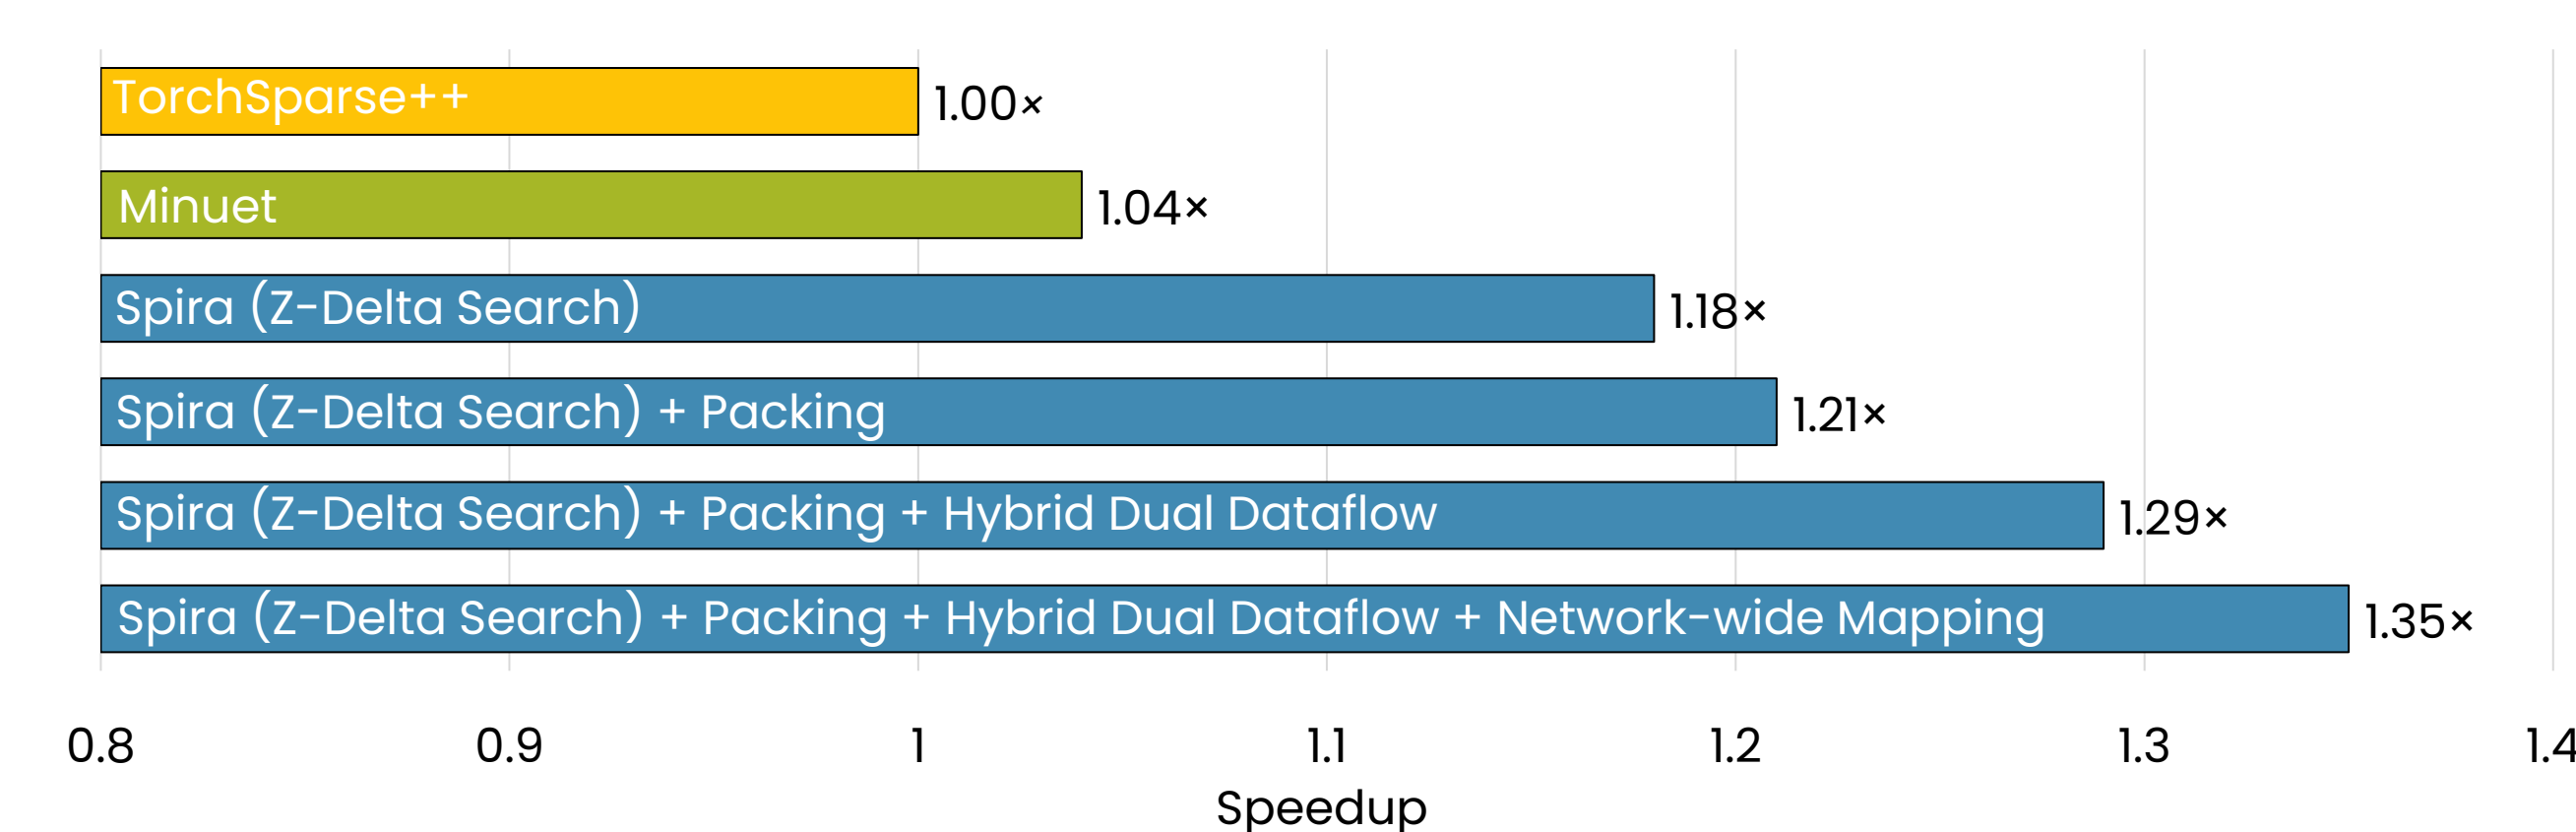 TorchSparse++ 1.00×
Minuet 1.04×
Spira (Z-Delta Search) 1.18×
Spira (Z-Delta Search) + Packing 1.21×
Spira (Z-Delta Search) + Packing + Hybrid Dual Dataflow 1.29×
Spira (Z-Delta Search) + Packing + Hybrid Dual Dataflow + Network-wide Mapping 1.35×
0.8 0.9 1 1.1 1.2 1.3 1.4
Speedup